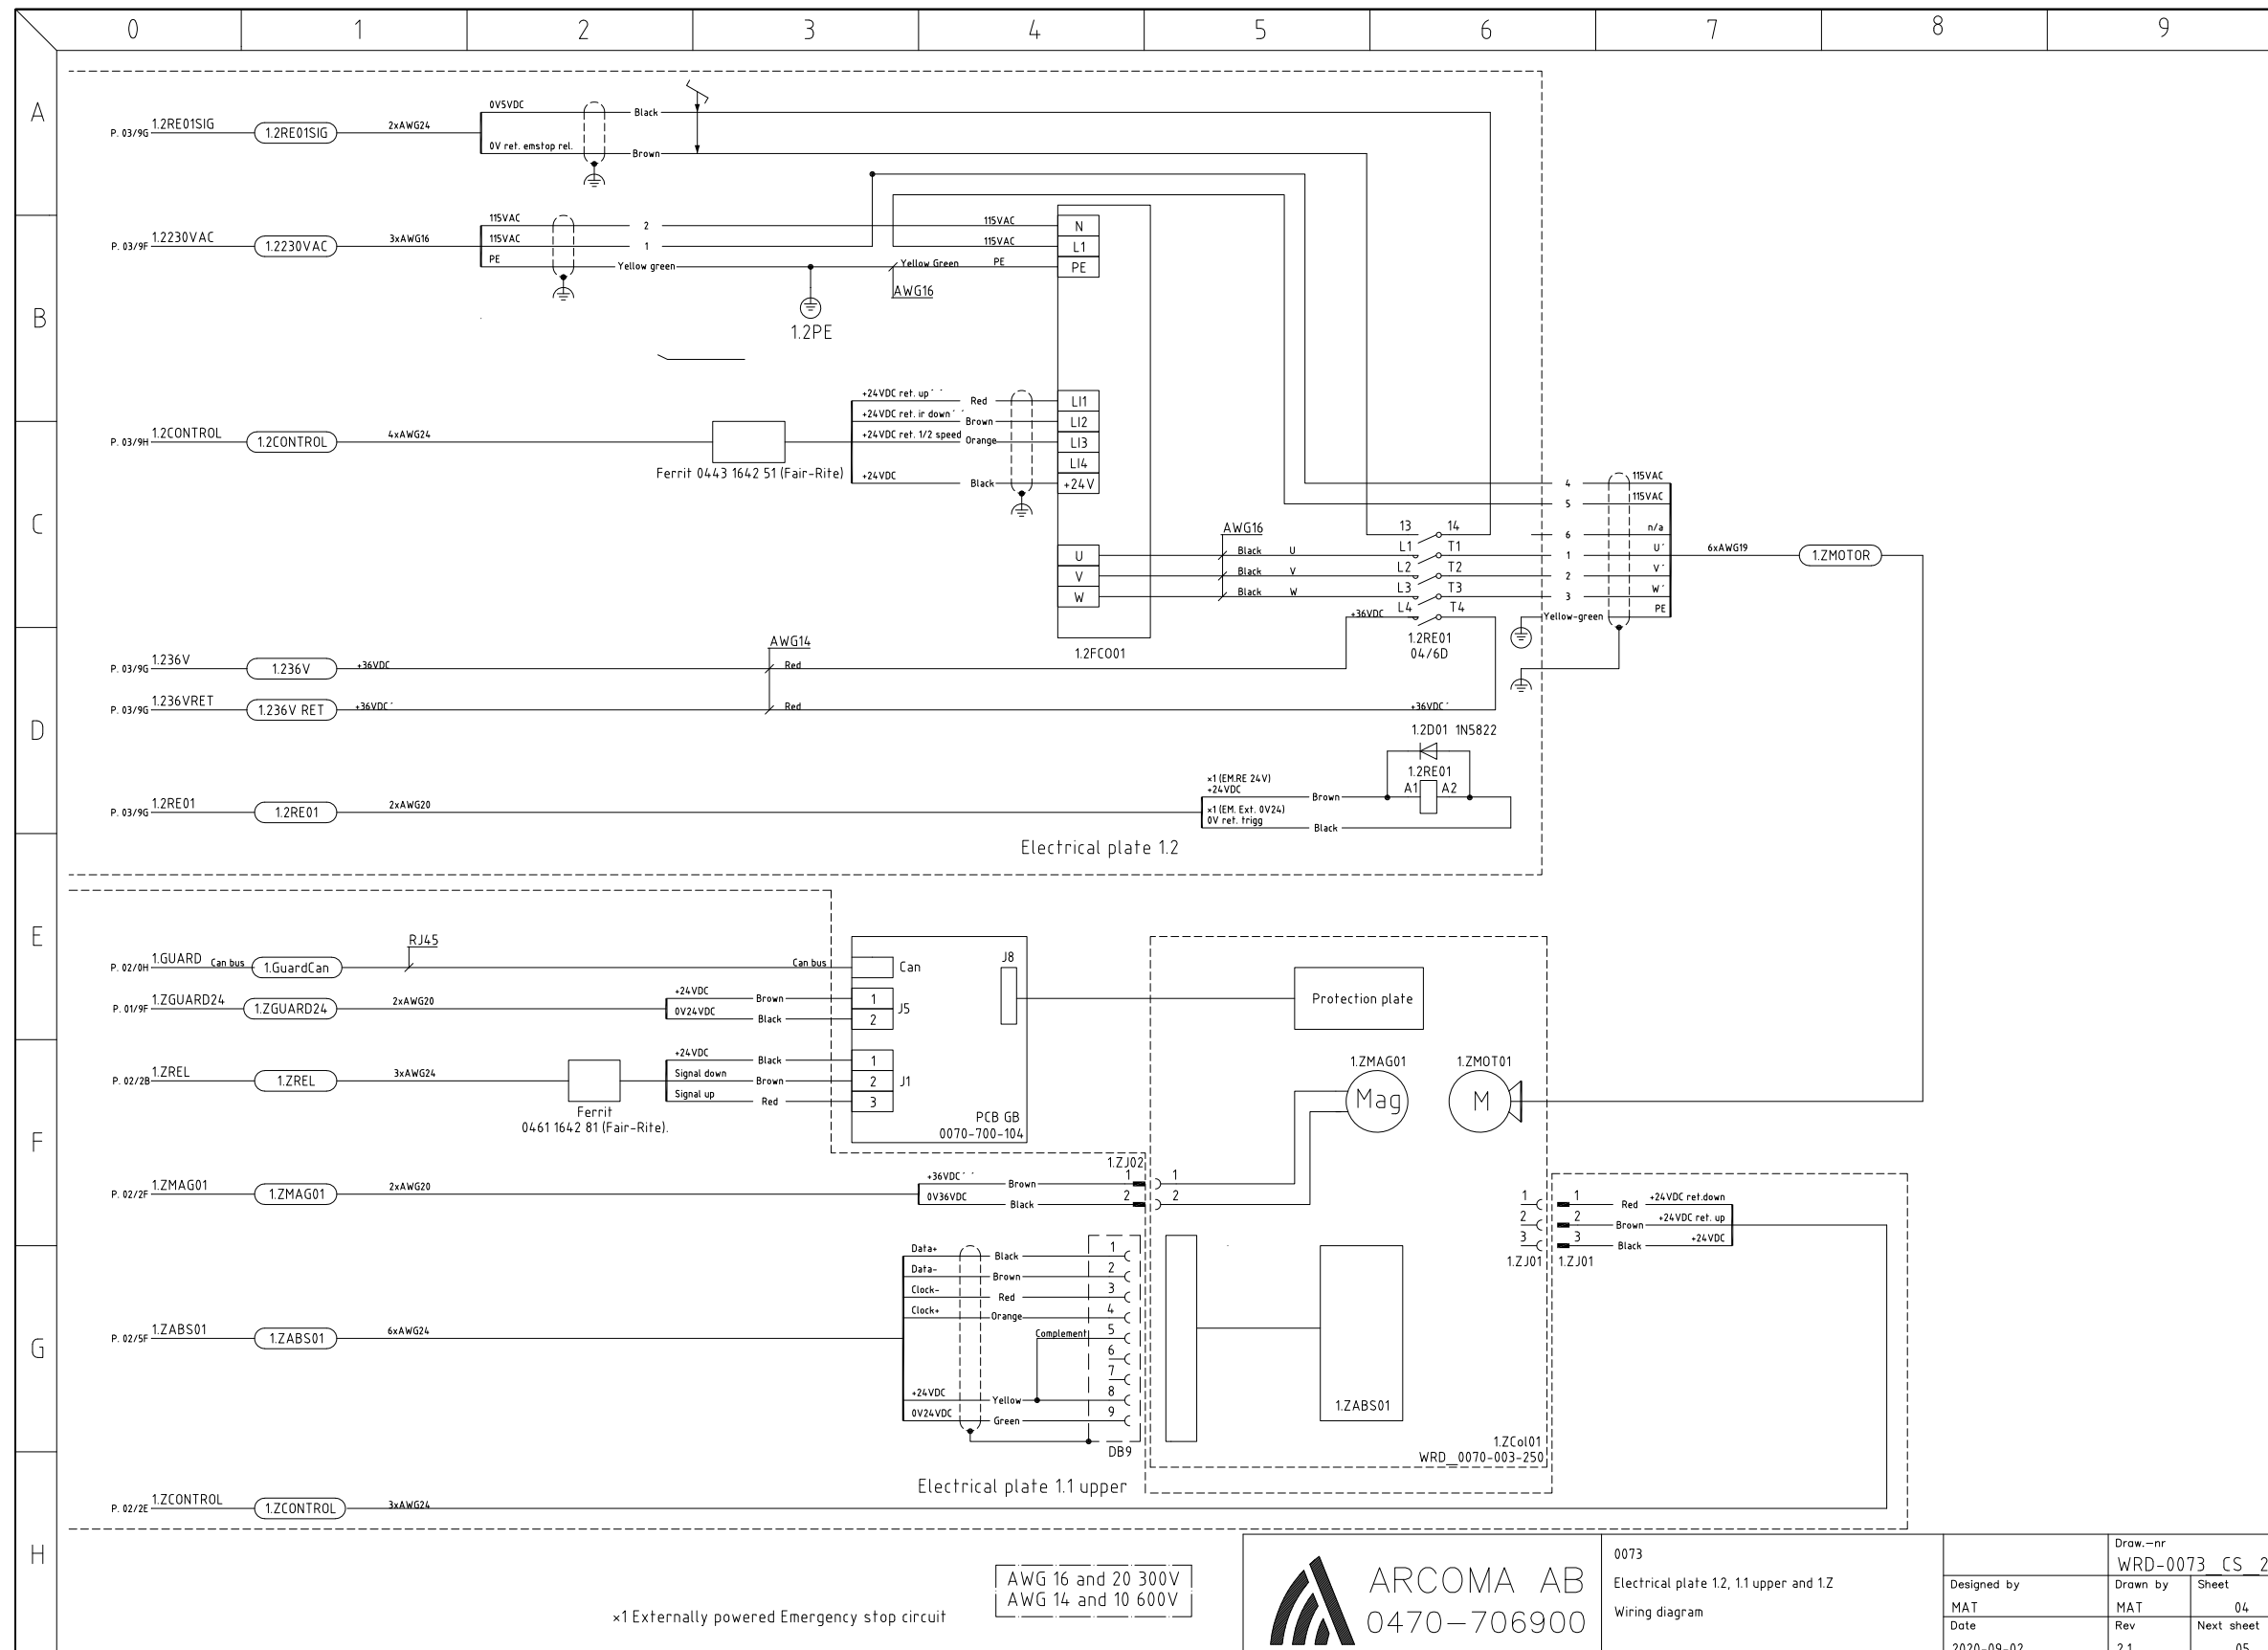 0 1 2 3 4 5 6 7 8 9
A
0V5VDC
Black
P. 03/9G 1.2RE01SIG 1.2RE01SIG 2xAWG24
0V ret. emstop rel. Brown
115VAC 2 115VAC N
P. 03/9F 1.2230VAC 1.2230VAC 3xAWG16 115VAC 1 115VAC L1
PE Yellow green Yellow Green PE PE
AWG16
B
1.2PE
+24VDC ret. up'' Red LI1
+24VDC ret. ir down'' Brown LI2
P. 03/9H 1.2CONTROL 1.2CONTROL 4xAWG24 +24VDC ret. 1/2 speed Orange LI3
LI4
Ferrit 0443 1642 51 (Fair-Rite) +24VDC Black +24V
4 115VAC
5 115VAC
C
AWG16 13 14 6 n/a
U Black U L1 T1 1 U' 6xAWG19 1.ZMOTOR
V Black V L2 T2 2 V'
W Black W L3 T3 3 W'
+36VDC L4 T4 Yellow-green PE
1.2RE01
04/6D
1.2FCO01
AWG14
P. 03/9G 1.236V 1.236V +36VDC Red
P. 03/9G 1.236VRET 1.236V RET +36VDC' Red +36VDC'
D
1.2D01 1N5822
1.2RE01
×1 (EM.RE 24V)
+24VDC Brown A1 A2
P. 03/9G 1.2RE01 1.2RE01 2xAWG20
×1 (EM. Ext. 0V24)
0V ret. trigg Black
Electrical plate 1.2
E
RJ45
P. 02/0H 1.GUARD Can bus 1.GuardCan Can bus Can J8
+24VDC Brown 1 Protection plate
P. 01/9F 1.ZGUARD24 1.ZGUARD24 2xAWG20 0V24VDC Black 2 J5
+24VDC Black 1 1.ZMAG01 1.ZMOT01
P. 02/2B 1.ZREL 1.ZREL 3xAWG24 Signal down Brown 2 J1
Signal up Red 3 Mag M
Ferrit
0461 1642 81 (Fair-Rite).
PCB GB
0070-700-104
F
1.ZJ02
+36VDC'' Brown 1 1
P. 02/2F 1.ZMAG01 1.ZMAG01 2xAWG20 0V36VDC Black 2 2
1 1 Red +24VDC ret.down
2 2 Brown +24VDC ret. up
3 3 Black +24VDC
1.ZJ01 1.ZJ01
Data+ Black 1
Data- Brown 2
Clock- Red 3
Clock+ Orange 4
P. 02/5F 1.ZABS01 1.ZABS01 6xAWG24 Complement 5
G
6
7
+24VDC Yellow 8
0V24VDC Green 9
DB9
1.ZABS01
1.ZCol01
WRD_0070-003-250
Electrical plate 1.1 upper
P. 02/2E 1.ZCONTROL 1.ZCONTROL 3xAWG24
H
AWG 16 and 20 300V
AWG 14 and 10 600V
×1 Externally powered Emergency stop circuit
ARCOMA AB
0470-706900
0073
Electrical plate 1.2, 1.1 upper and 1.Z
Wiring diagram
Draw.-nr
WRD-0073_CS_2
Designed by Drawn by Sheet
MAT MAT 04
Date Rev Next sheet
2020-09-02 2.1 05